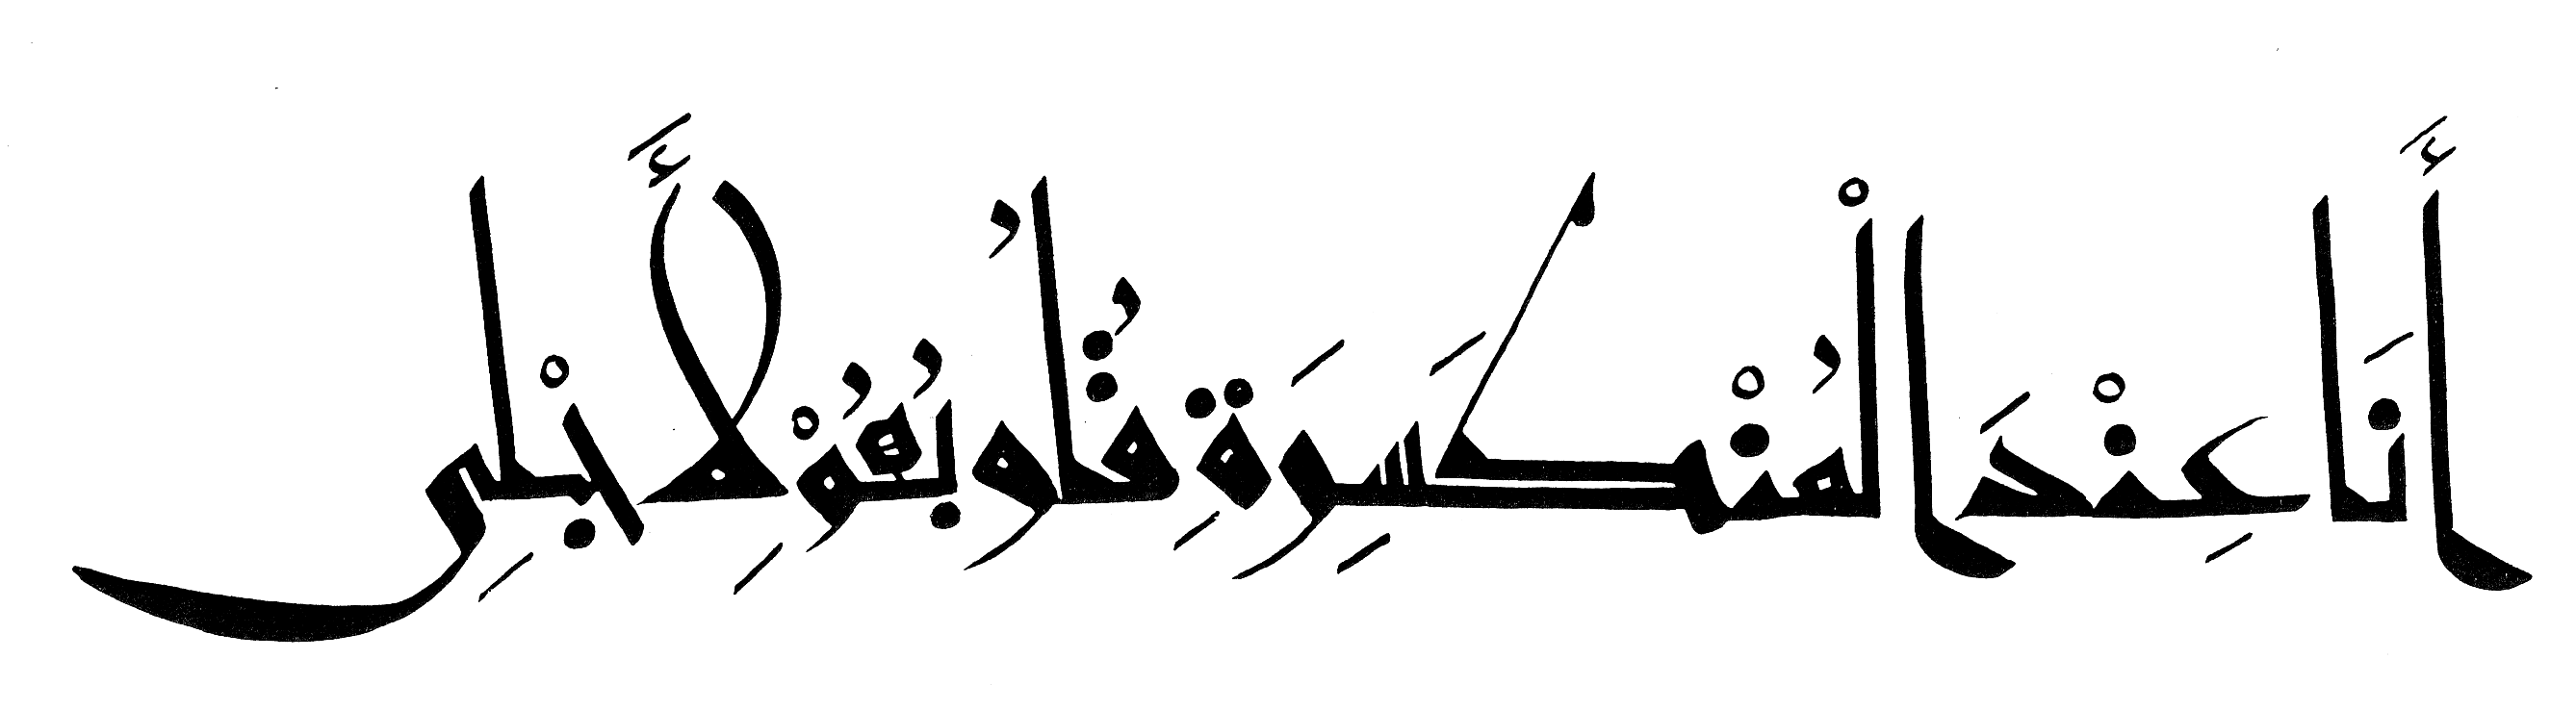 أَنَا عِنْدَ الْمُنْكَسِرَةِ قُلُوبُهُمْ لِأَجْلِي